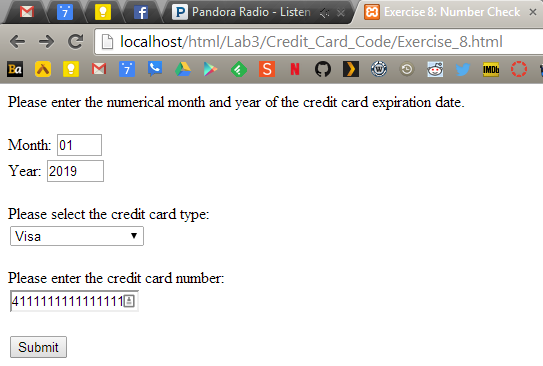 Pandora Radio - Listen
Exercise 8: Number Check
localhost/html/Lab3/Credit_Card_Code/Exercise_8.html
Please enter the numerical month and year of the credit card expiration date.
Month: 01
Year: 2019
Please select the credit card type:
Visa
Please enter the credit card number:
4111111111111111
Submit